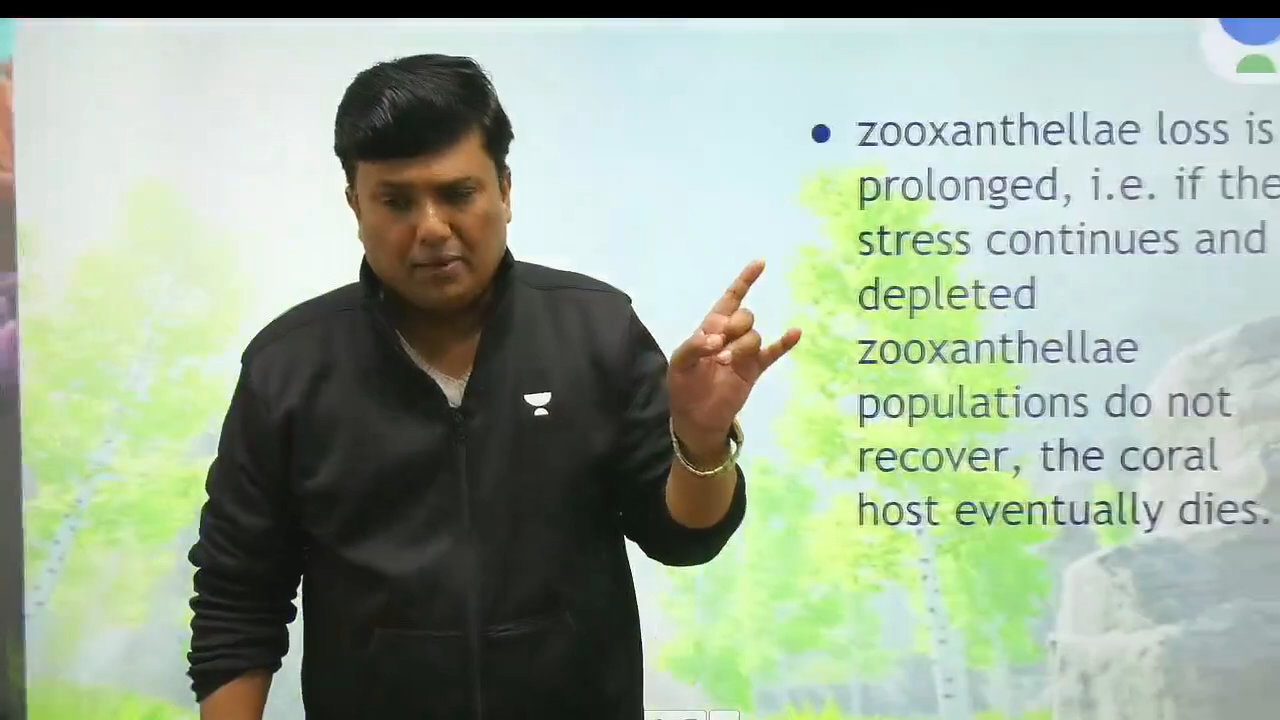 • zooxanthellae loss is
prolonged, i.e. if the
stress continues and
depleted
zooxanthellae
populations do not
recover, the coral
host eventually dies.